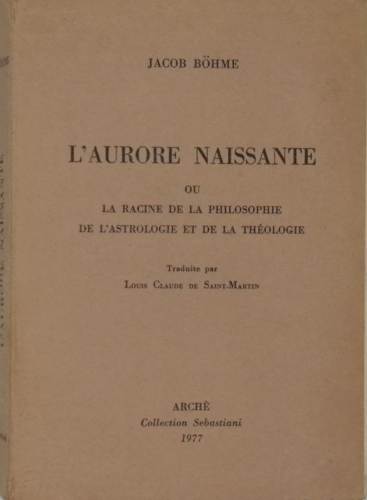 JACOB BÖHME
L'AURORE NAISSANTE
OU
LA RACINE DE LA PHILOSOPHIE
DE L'ASTROLOGIE ET DE LA THÉOLOGIE
Traduite par
LOUIS CLAUDE DE SAINT-MARTIN
ARCHÈ
Collection Sebastiani
1977